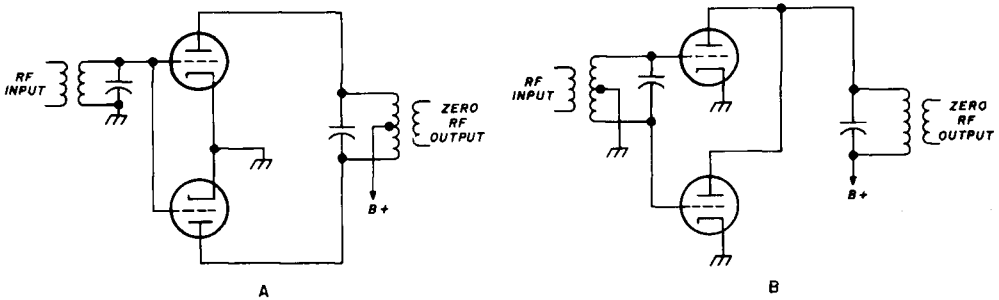 RF
INPUT
ZERO
RF
OUTPUT
B+
A
RF
INPUT
ZERO
RF
OUTPUT
B+
B